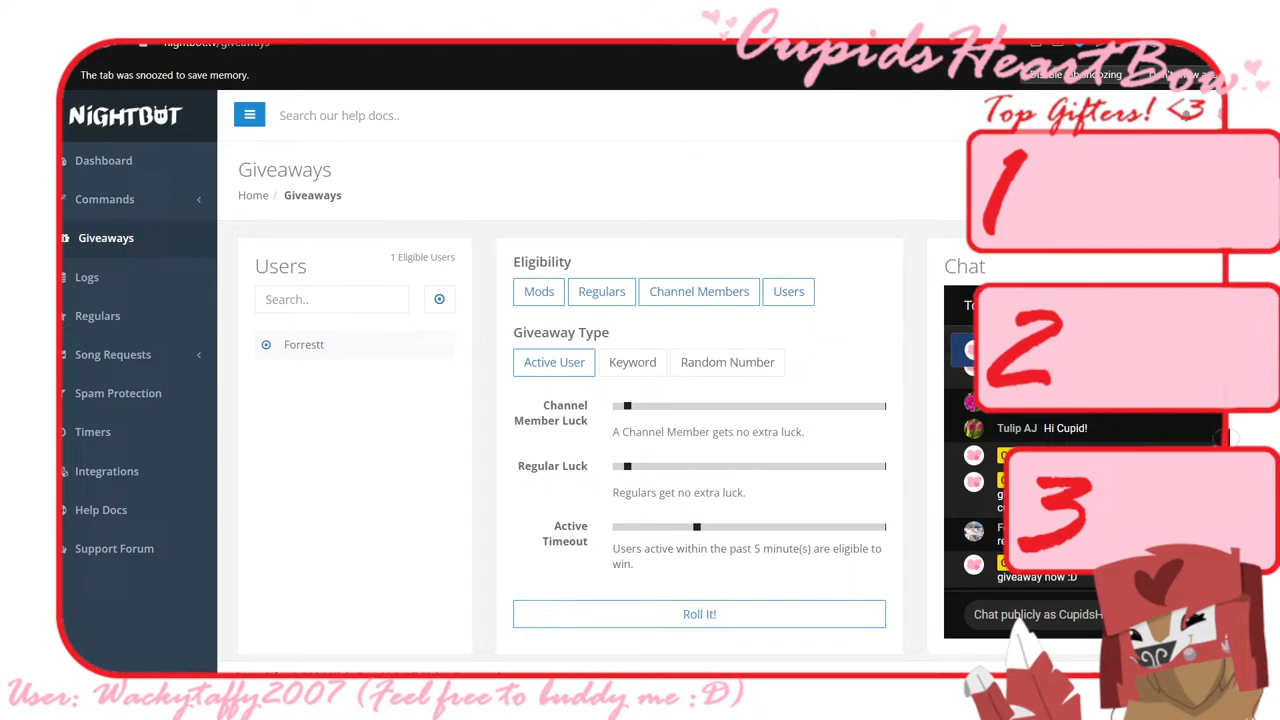 CupidsHeartBow
nightbot.tv/giveaways
The tab was snoozed to save memory.
Top Gifters! <3
NIGHTBOT
Search our help docs..
Dashboard
Commands
Giveaways
Logs
Regulars
Song Requests
Spam Protection
Timers
Integrations
Help Docs
Support Forum
Giveaways
Home / Giveaways
Users
1 Eligible Users
Search..
Forrestt
Eligibility
Mods
Regulars
Channel Members
Users
Giveaway Type
Active User
Keyword
Random Number
Channel Member Luck
A Channel Member gets no extra luck.
Regular Luck
Regulars get no extra luck.
Active Timeout
Users active within the past 5 minute(s) are eligible to
win.
Roll It!
Chat
Tulip AJ Hi Cupid!
giveaway now :D
Chat publicly as CupidsH
1
2
3
User: Wackytaffy2007 (Feel free to buddy me :D)